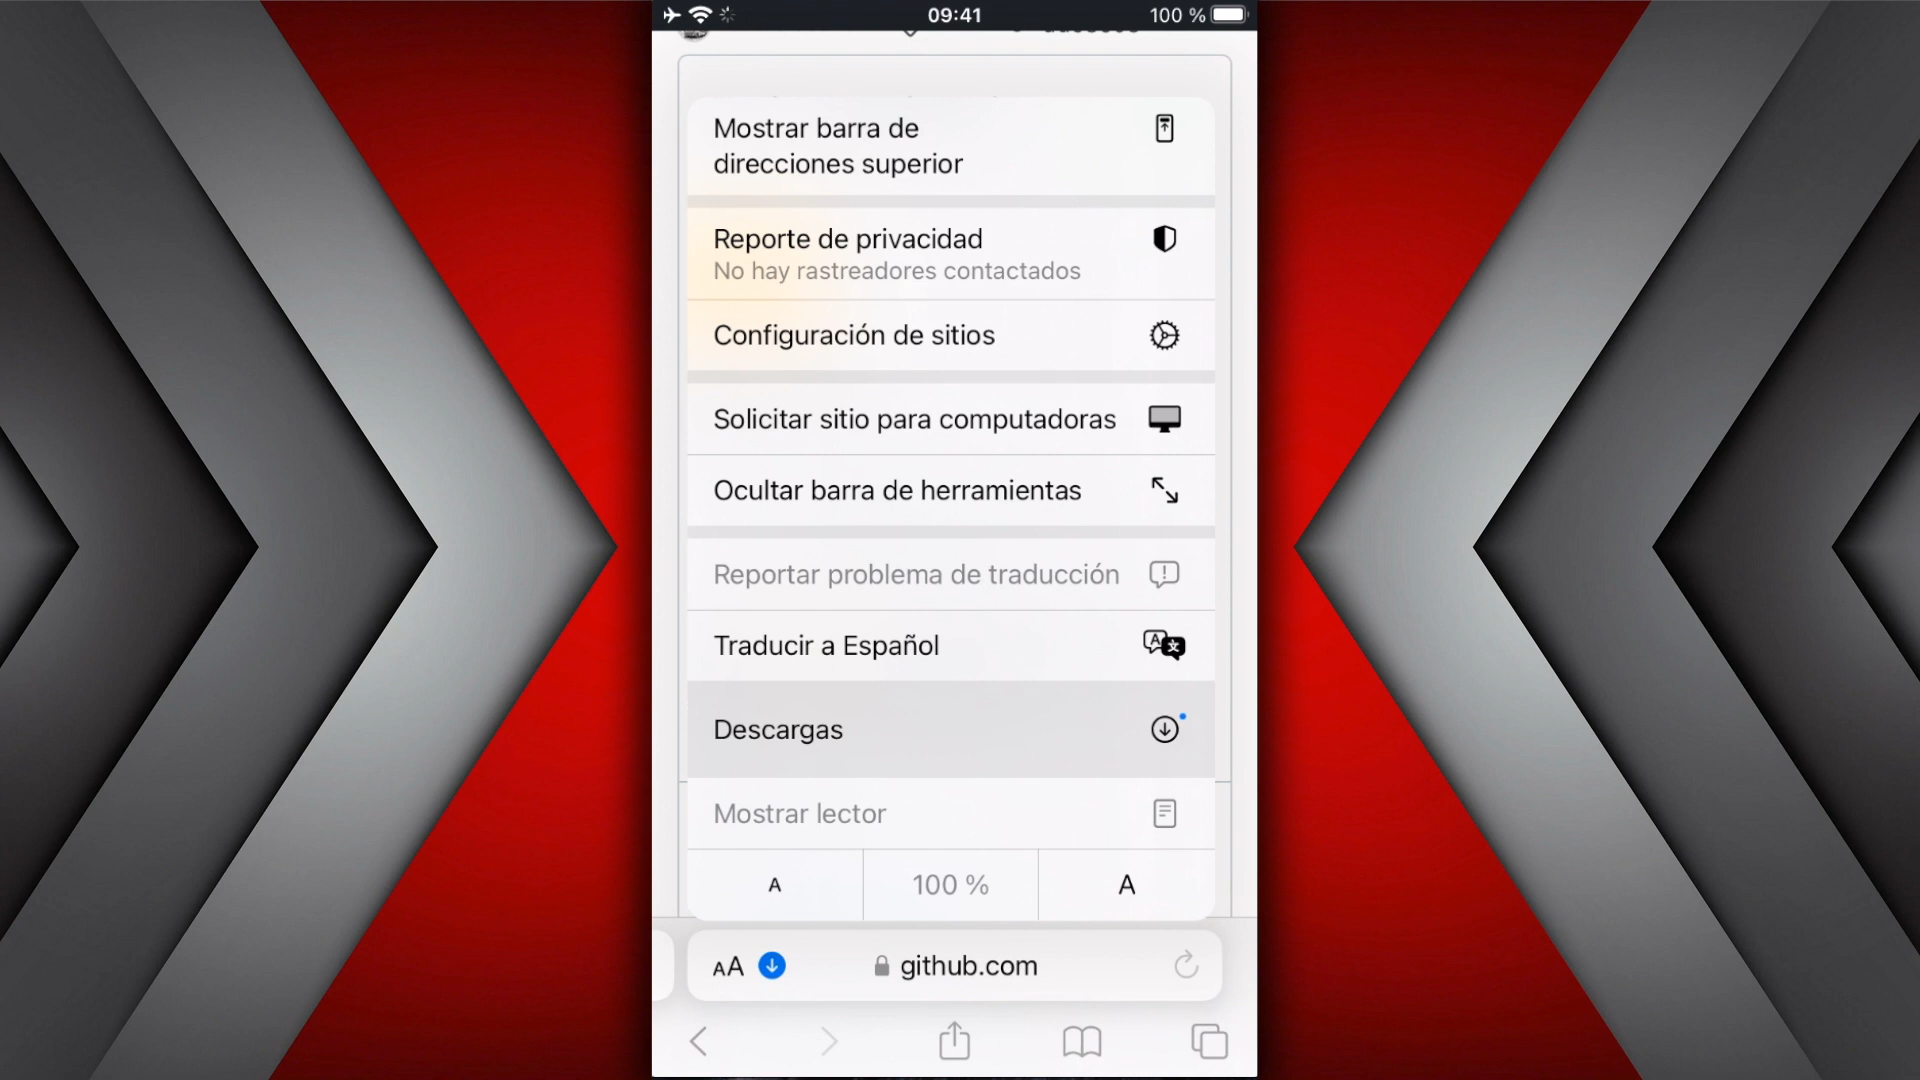 09:41
100 %
Mostrar barra de
direcciones superior
Reporte de privacidad
No hay rastreadores contactados
Configuración de sitios
Solicitar sitio para computadoras
Ocultar barra de herramientas
Reportar problema de traducción
Traducir a Español
Descargas
Mostrar lector
A 100 % A
AA github.com